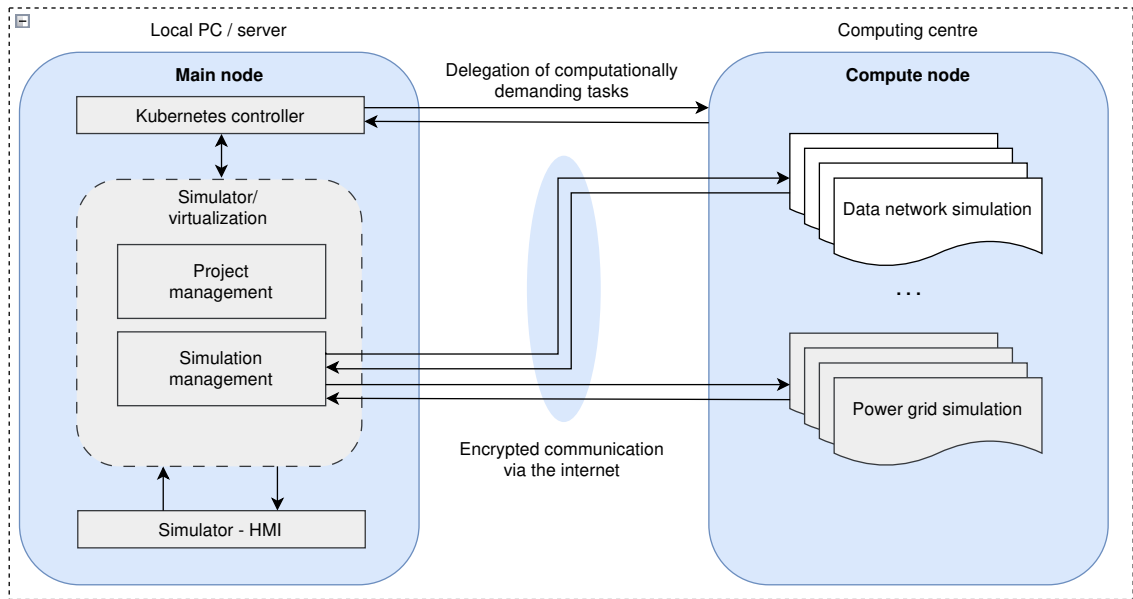 Local PC / server
Computing centre
Main node
Compute node
Delegation of computationally
demanding tasks
Kubernetes controller
Simulator/
virtualization
Project
management
Simulation
management
Data network simulation
...
Power grid simulation
Encrypted communication
via the internet
Simulator - HMI